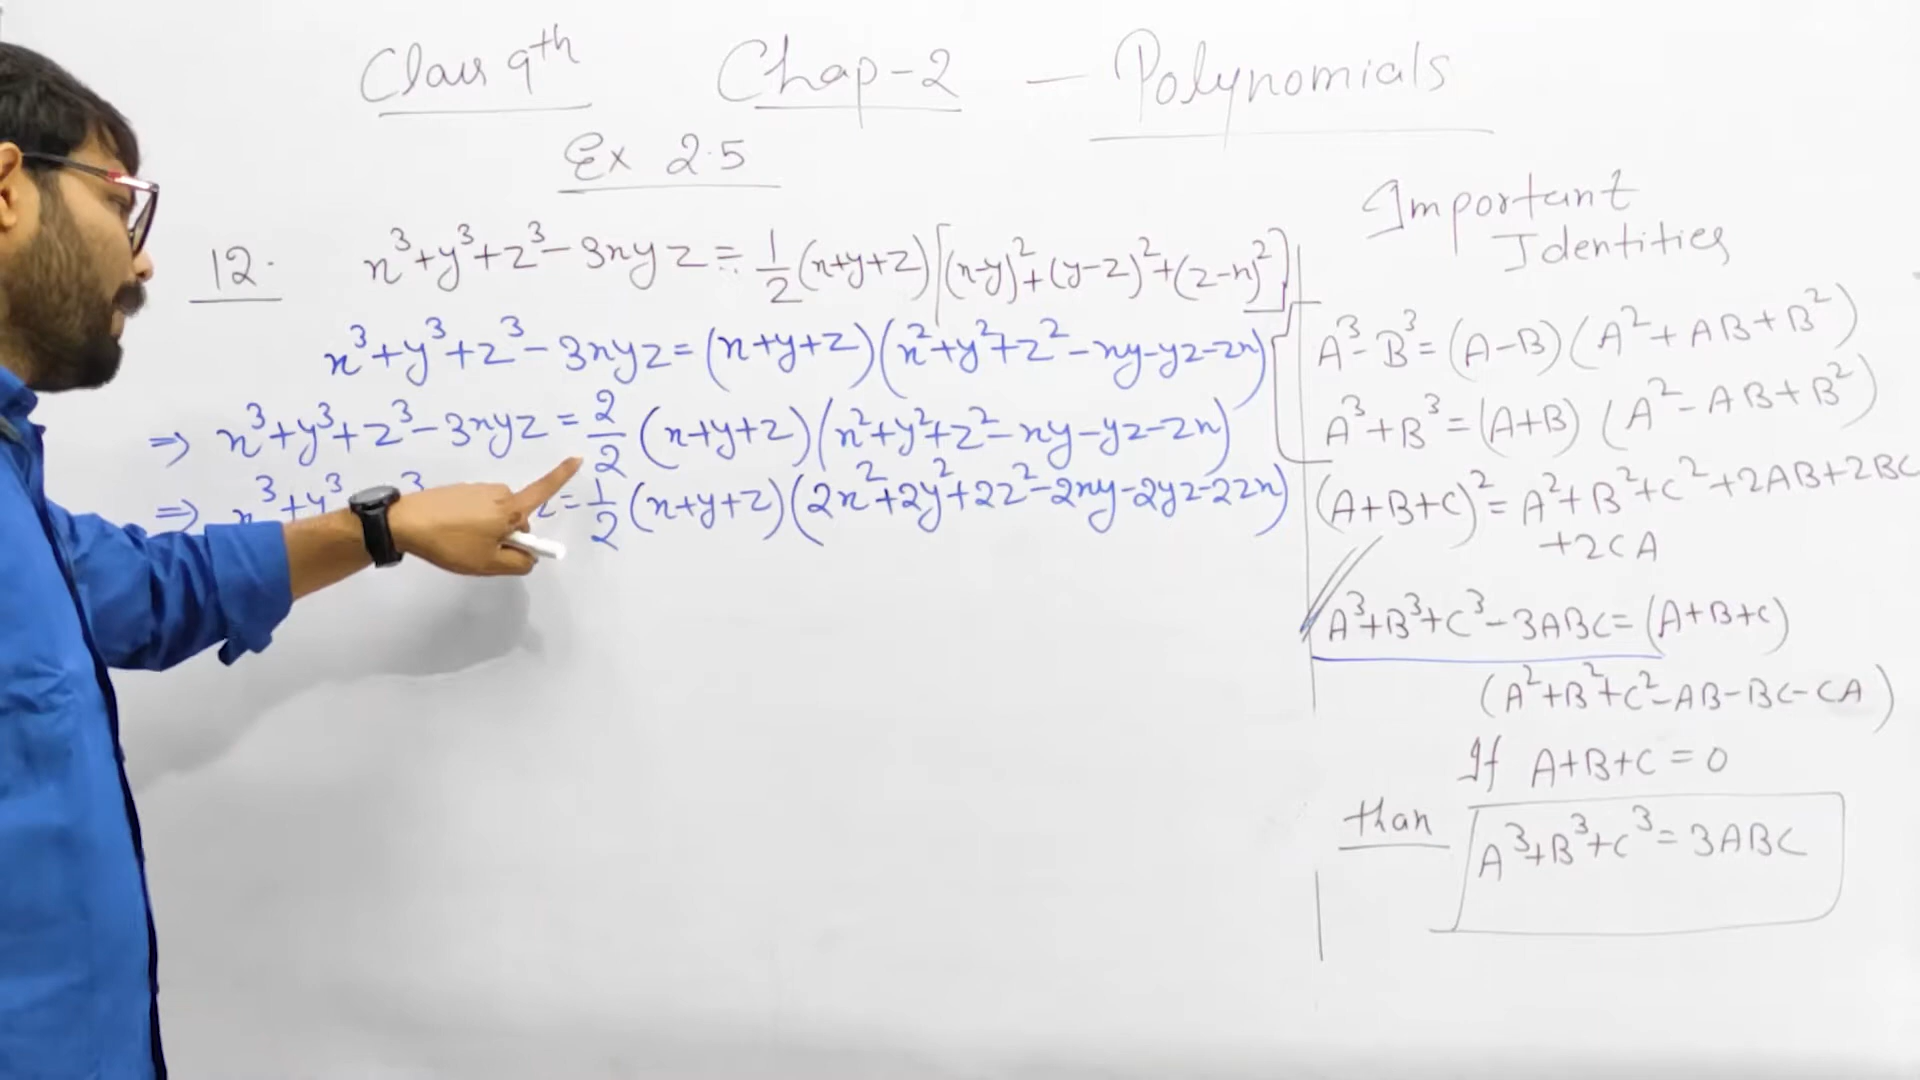 Class 9th Chap-2 - Polynomials
Ex 2.5
12. x³+y³+z³-3xyz = 1/2 (x+y+z)[(x-y)²+(y-z)²+(z-x)²]
x³+y³+z³-3xyz = (x+y+z)(x²+y²+z²-xy-yz-zx)
⇒ x³+y³+z³-3xyz = 2/2 (x+y+z)(x²+y²+z²-xy-yz-zx)
⇒ x³+y³ ³ z = 1/2 (x+y+z)(2x²+2y²+2z²-2xy-2yz-2zx)
Important
Identities
A³-B³ = (A-B)(A²+AB+B²)
A³+B³ = (A+B)(A²-AB+B²)
(A+B+C)² = A²+B²+C²+2AB+2BC
+2CA
A³+B³+C³-3ABC = (A+B+C)
(A²+B²+C²-AB-BC-CA)
If A+B+C = 0
than A³+B³+C³ = 3ABC